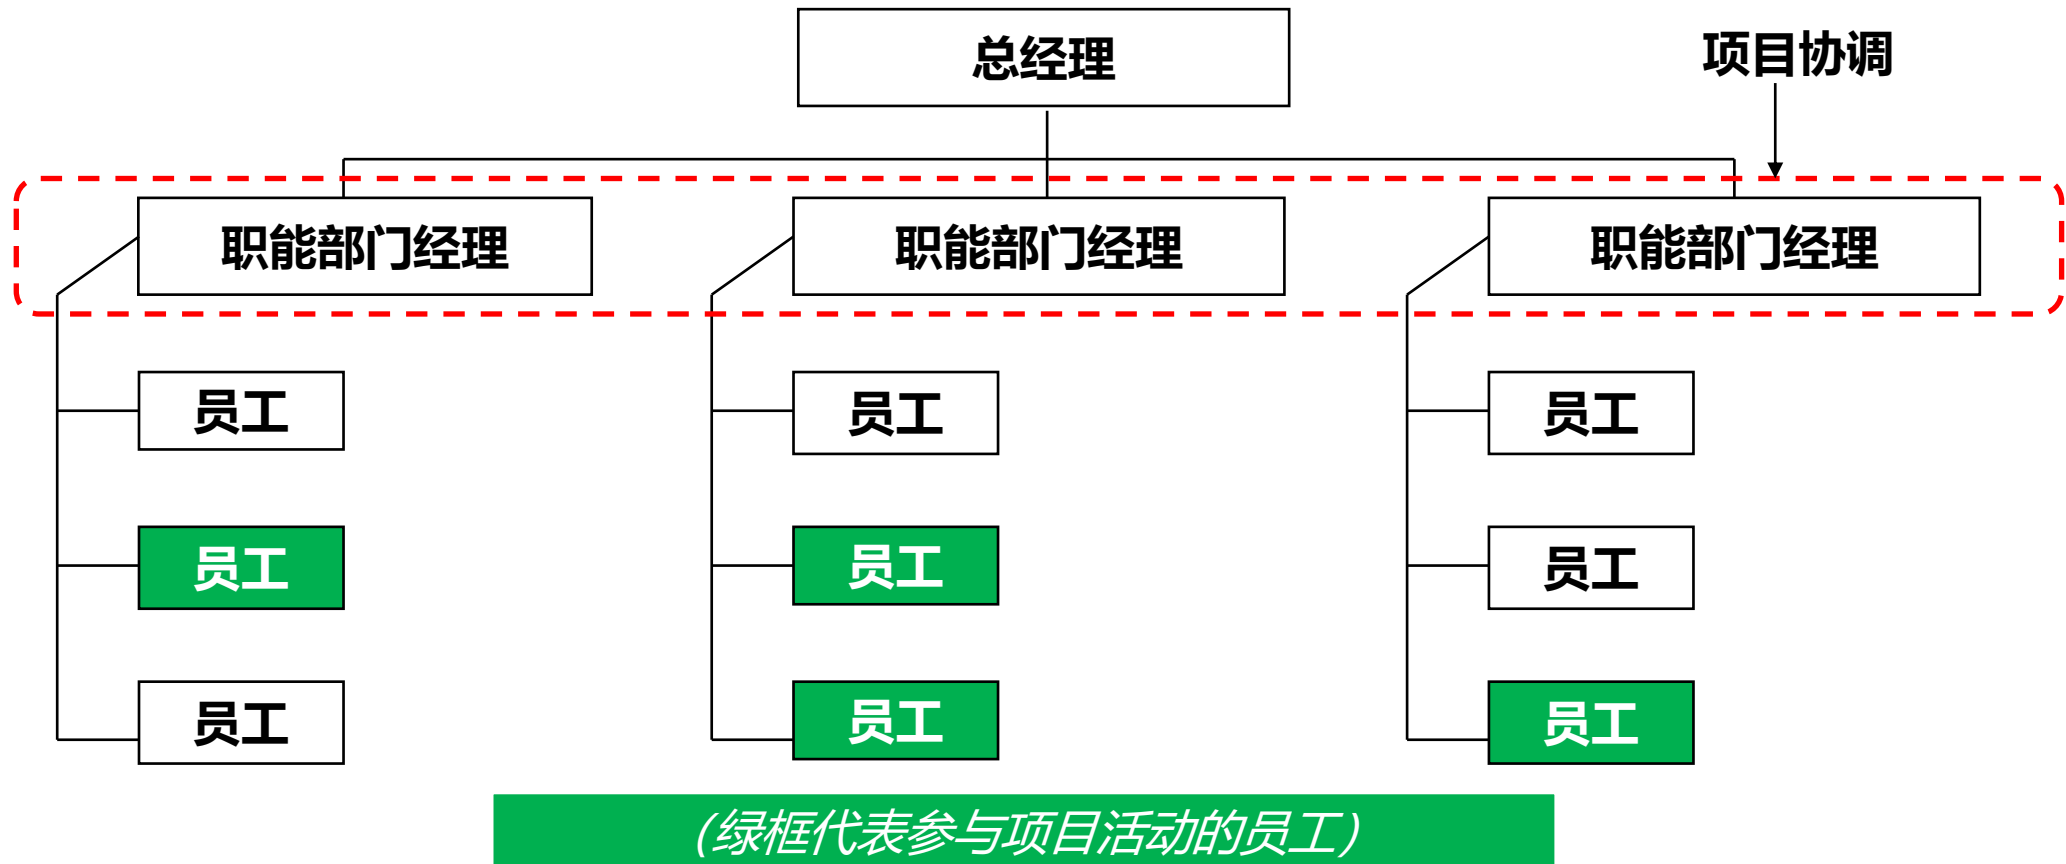 总经理
项目协调
职能部门经理
职能部门经理
职能部门经理
员工
员工
员工
员工
员工
员工
员工
员工
员工
（绿框代表参与项目活动的员工）